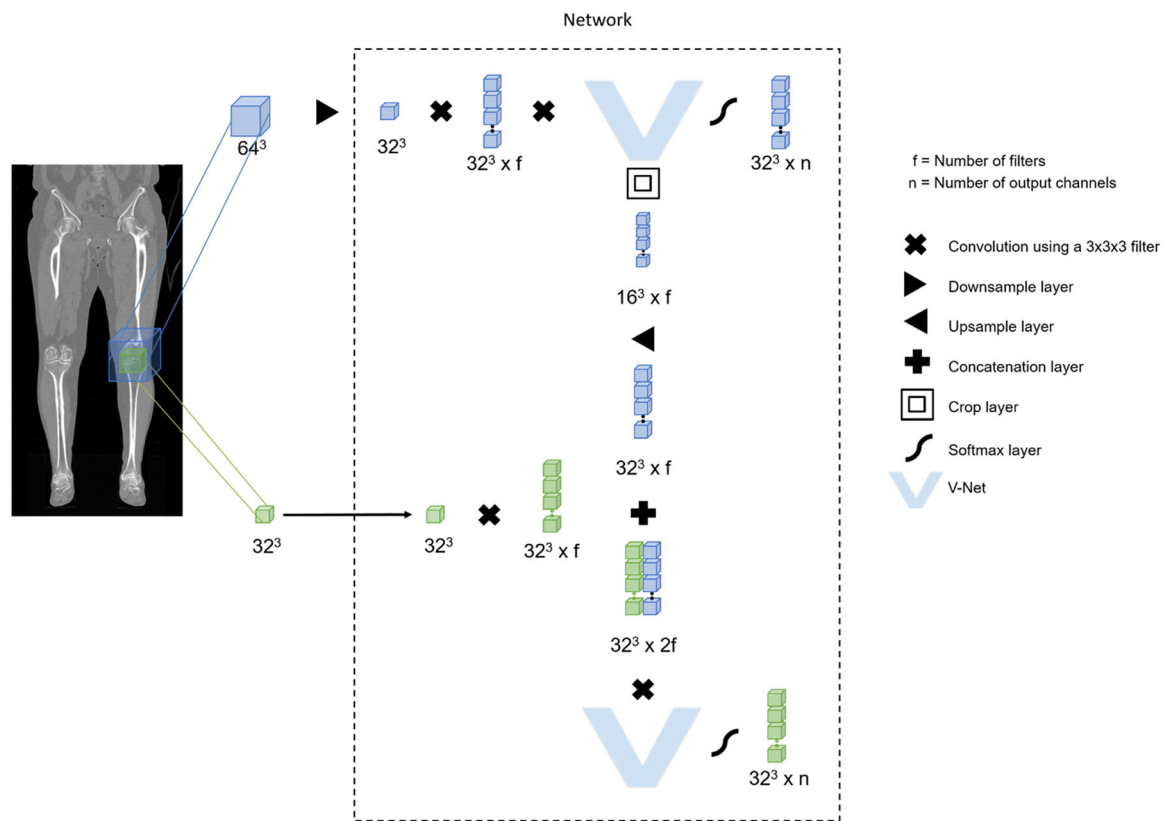 Network
64³
32³
32³ x f
32³ x n
f = Number of filters
n = Number of output channels
16³ x f
32³ x f
32³
32³
32³ x f
32³ x 2f
32³ x n
Convolution using a 3x3x3 filter
Downsample layer
Upsample layer
Concatenation layer
Crop layer
Softmax layer
V-Net